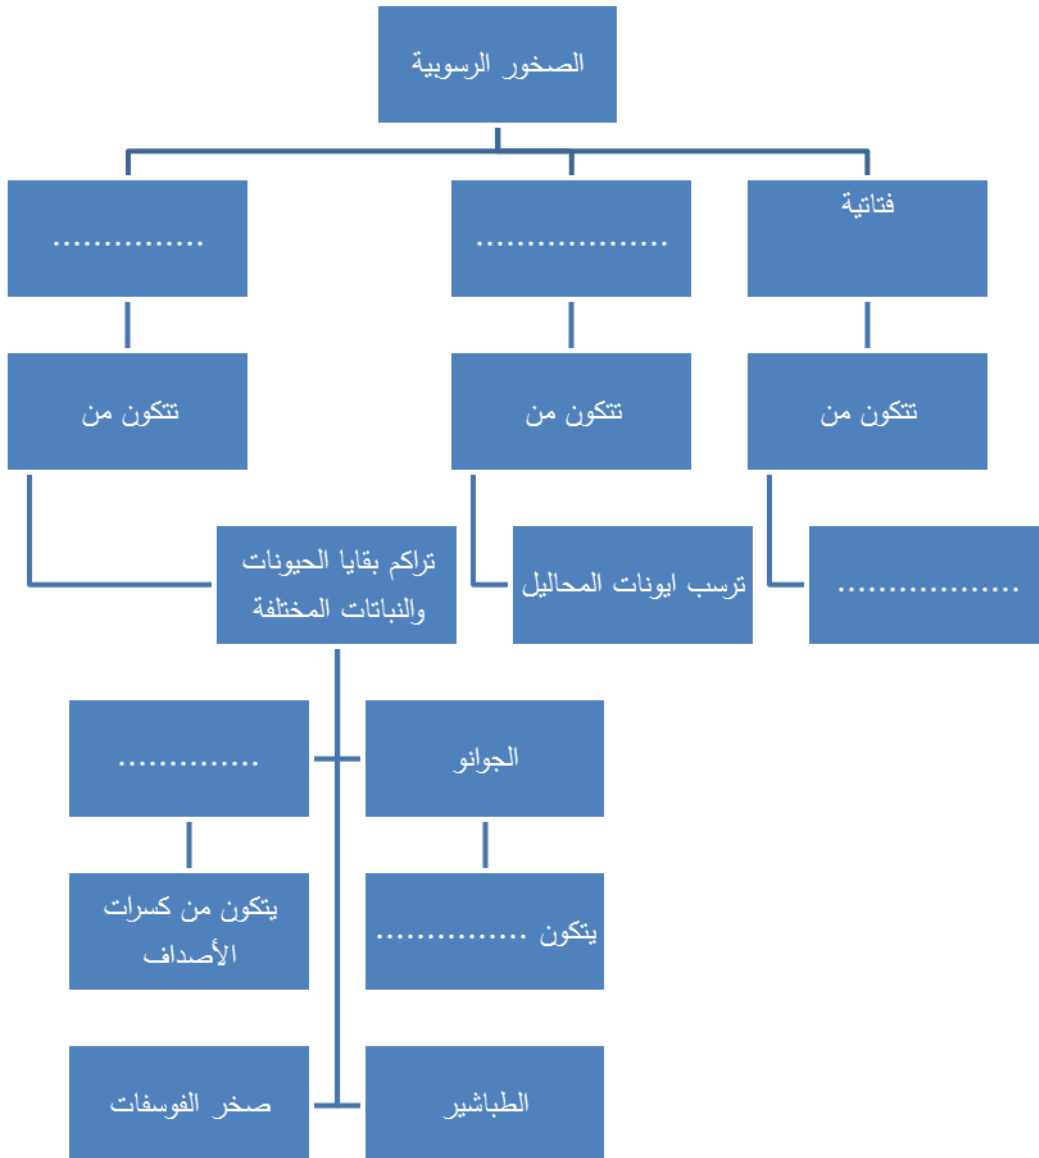 الصخور الرسوبية
فتاتية
...................
...............
تتكون من
تتكون من
تتكون من
..................
ترسب ايونات المحاليل
تراكم بقايا الحيونات
والنباتات المختلفة
الجوانو
..............
يتكون ...............
يتكون من كسرات
الأصداف
الطباشير
صخر الفوسفات